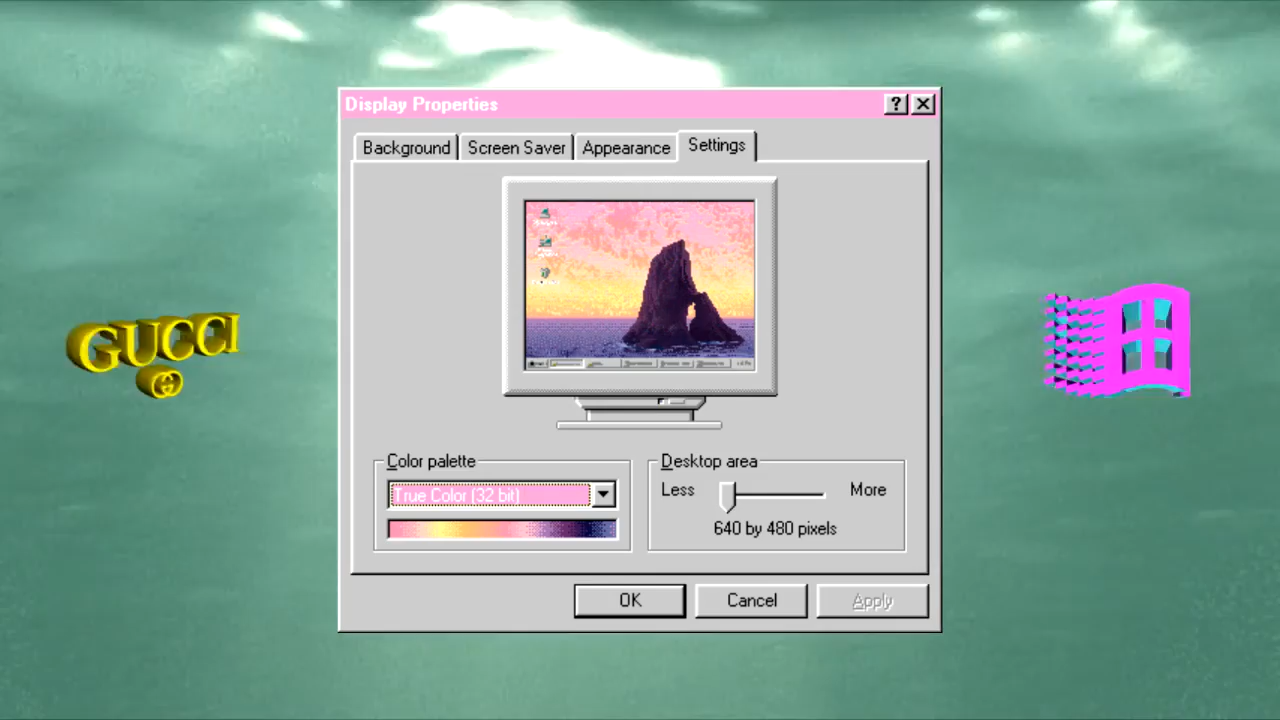 Display Properties
Background
Screen Saver
Appearance
Settings
GUCCI
Color palette
Desktop area
True Color (32 bit)
Less
More
640 by 480 pixels
OK
Cancel
Apply